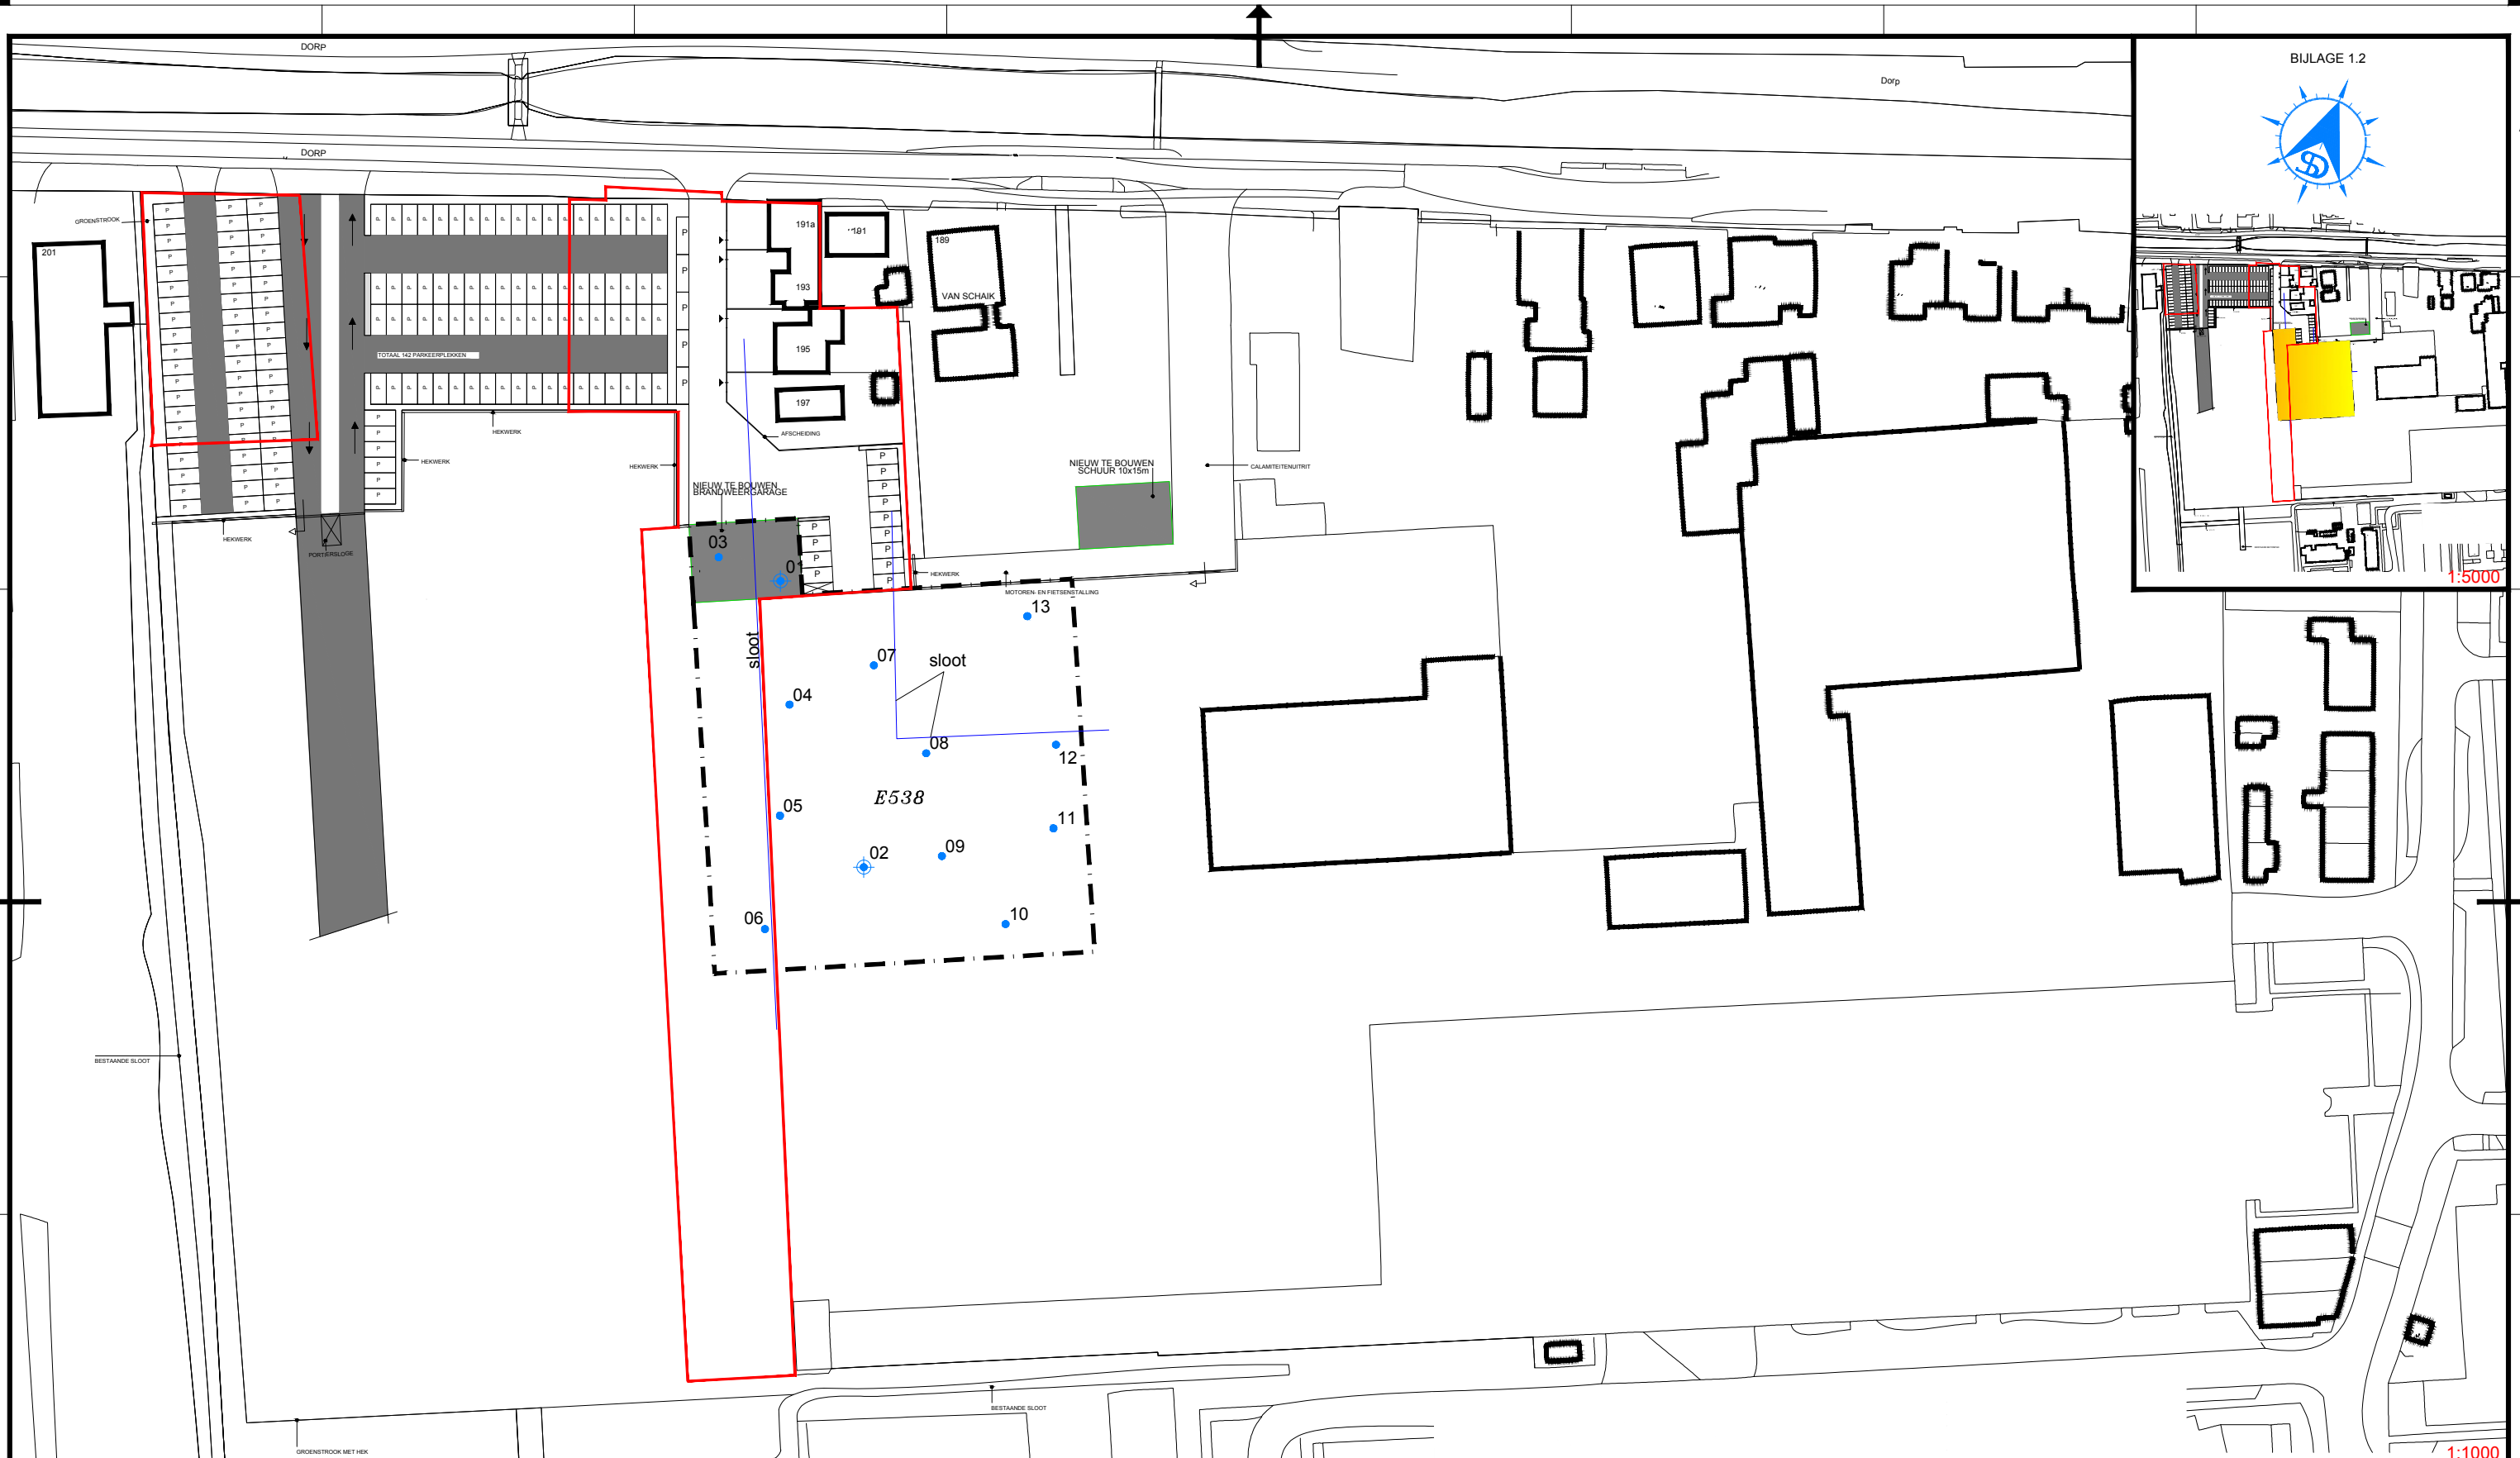 DORP
Dorp
BIJLAGE 1.2
DORP
GROENSTROOK
201
191a
191
189
193
VAN SCHAIK
195
TOTAAL 142 PARKEERPLEKKEN
197
AFSCHEIDING
HEKWERK
HEKWERK
HEKWERK
NIEUW TE BOUWEN
SCHUUR 10x15m
CALAMITEITENUITRIT
NIEUW TE BOUWEN
BRANDWEERGARAGE
HEKWERK
PORTIERSLOGE
03
01
HEKWERK
MOTOREN- EN FIETSENSTALLING
1:5000
13
sloot
07
sloot
04
08
12
E538
05
11
02
09
06
10
BESTAANDE SLOOT
BESTAANDE SLOOT
GROENSTROOK MET HEK
1:1000